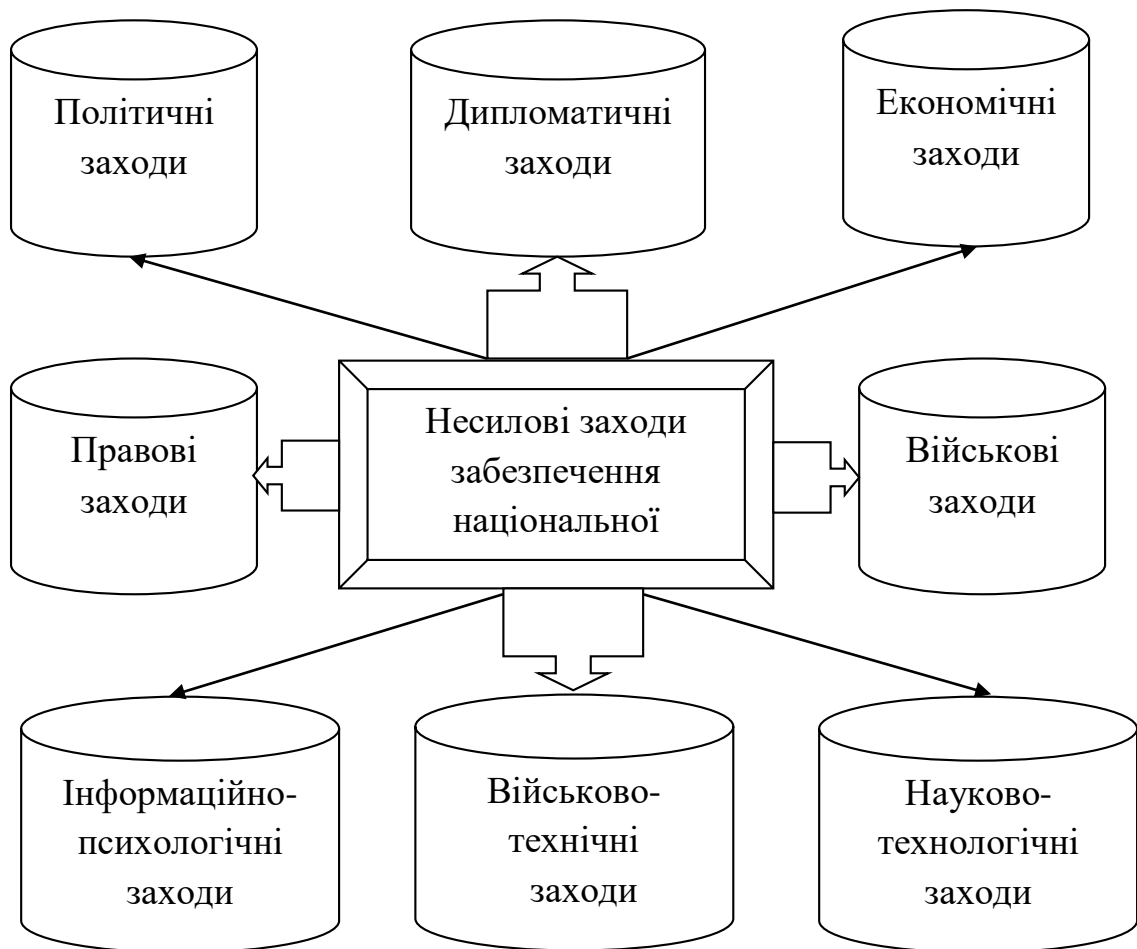 Політичні
заходи
Дипломатичні
заходи
Економічні
заходи
Правові
заходи
Несилові заходи
забезпечення
національної
Військові
заходи
Інформаційно-
психологічні
заходи
Військово-
технічні
заходи
Науково-
технологічні
заходи